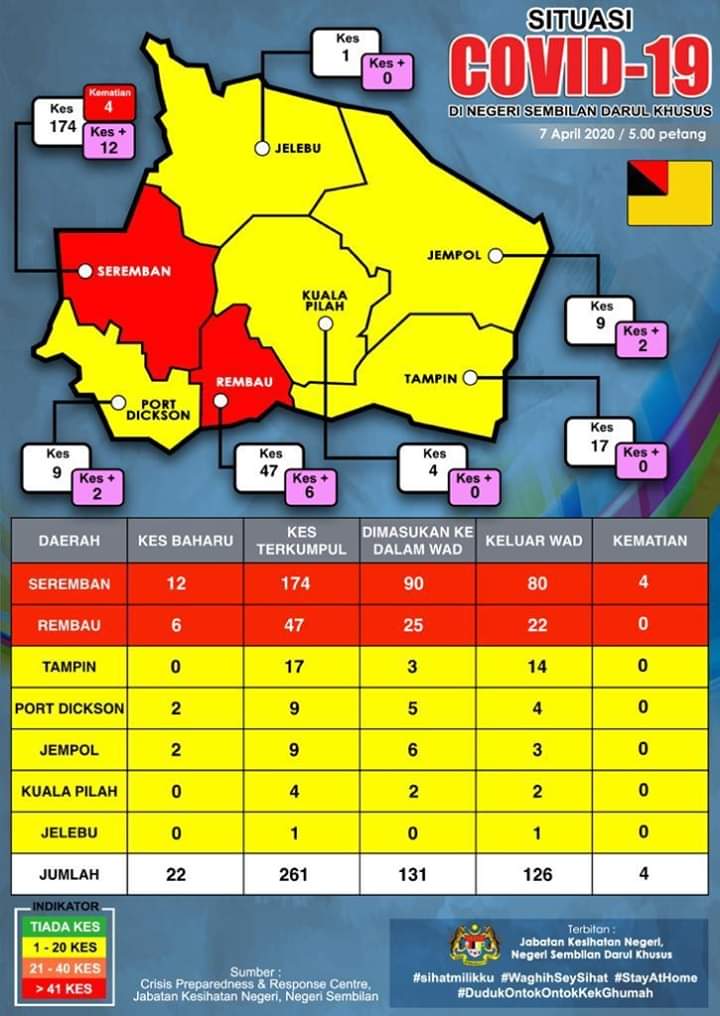 SITUASI
COVID-19
DI NEGERI SEMBILAN DARUL KHUSUS
7 April 2020 / 5.00 petang
Kes
1
Kes +
0
Kes
174
Kematian
4
Kes +
12
JELEBU
SEREMBAN
JEMPOL
KUALA
PILAH
Kes
9
Kes +
2
REMBAU
TAMPIN
PORT
DICKSON
Kes
9
Kes +
2
Kes
47
Kes +
6
Kes
4
Kes +
0
Kes
17
Kes +
0
DAERAH KES BAHARU KES TERKUMPUL DIMASUKAN KE DALAM WAD KELUAR WAD KEMATIAN
SEREMBAN 12 174 90 80 4
REMBAU 6 47 25 22 0
TAMPIN 0 17 3 14 0
PORT DICKSON 2 9 5 4 0
JEMPOL 2 9 6 3 0
KUALA PILAH 0 4 2 2 0
JELEBU 0 1 0 1 0
JUMLAH 22 261 131 126 4
INDIKATOR
TIADA KES
1 - 20 KES
21 - 40 KES
> 41 KES
Sumber :
Crisis Preparedness & Response Centre,
Jabatan Kesihatan Negeri, Negeri Sembilan
Terbitan :
Jabatan Kesihatan Negeri,
Negeri Sembilan Darul Khusus
#sihatmilikku #WaghihSeySihat #StayAtHome
#DudukOntokOntokKekGhumah